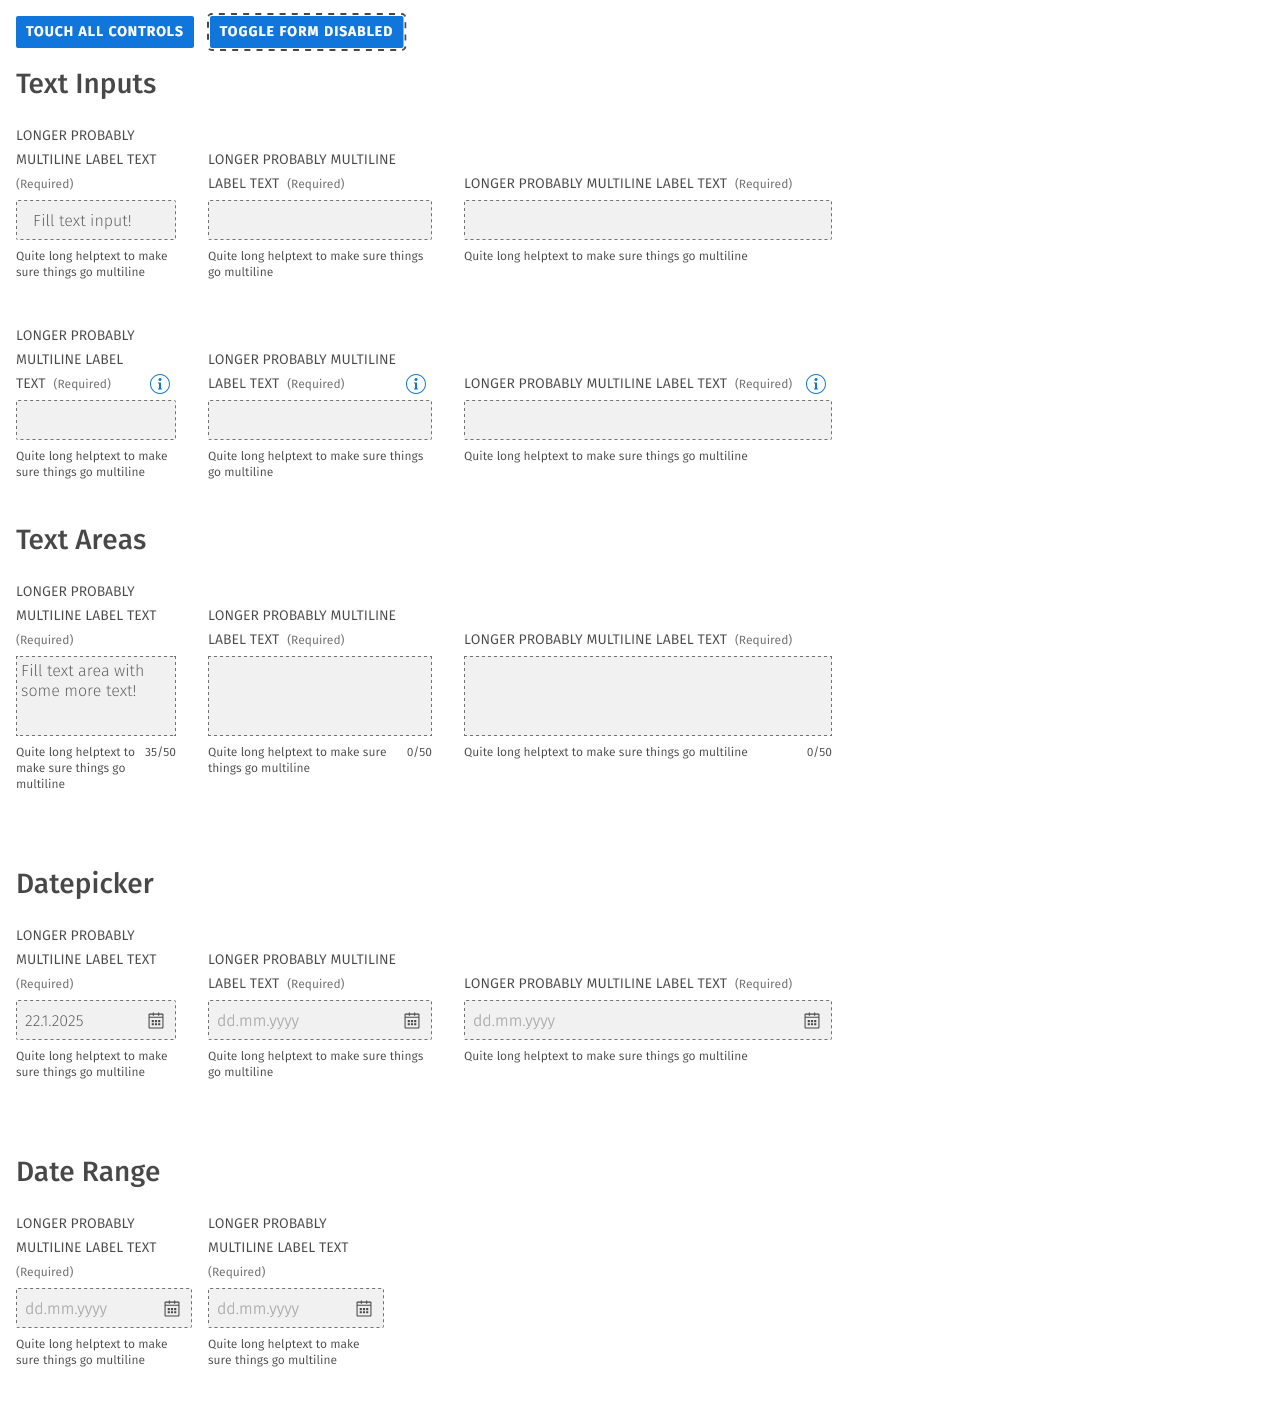 TOUCH ALL CONTROLS TOGGLE FORM DISABLED
Text Inputs
LONGER PROBABLY
MULTILINE LABEL TEXT
(Required)
LONGER PROBABLY MULTILINE
LABEL TEXT (Required)
LONGER PROBABLY MULTILINE LABEL TEXT (Required)
Fill text input!
Quite long helptext to make
sure things go multiline
Quite long helptext to make sure things
go multiline
Quite long helptext to make sure things go multiline
LONGER PROBABLY
MULTILINE LABEL
TEXT (Required)
LONGER PROBABLY MULTILINE
LABEL TEXT (Required)
LONGER PROBABLY MULTILINE LABEL TEXT (Required)
Quite long helptext to make
sure things go multiline
Quite long helptext to make sure things
go multiline
Quite long helptext to make sure things go multiline
Text Areas
LONGER PROBABLY
MULTILINE LABEL TEXT
(Required)
LONGER PROBABLY MULTILINE
LABEL TEXT (Required)
LONGER PROBABLY MULTILINE LABEL TEXT (Required)
Fill text area with
some more text!
Quite long helptext to 35/50
make sure things go
multiline
Quite long helptext to make sure 0/50
things go multiline
Quite long helptext to make sure things go multiline 0/50
Datepicker
LONGER PROBABLY
MULTILINE LABEL TEXT
(Required)
LONGER PROBABLY MULTILINE
LABEL TEXT (Required)
LONGER PROBABLY MULTILINE LABEL TEXT (Required)
22.1.2025
dd.mm.yyyy
dd.mm.yyyy
Quite long helptext to make
sure things go multiline
Quite long helptext to make sure things
go multiline
Quite long helptext to make sure things go multiline
Date Range
LONGER PROBABLY
MULTILINE LABEL TEXT
(Required)
LONGER PROBABLY
MULTILINE LABEL TEXT
(Required)
dd.mm.yyyy
dd.mm.yyyy
Quite long helptext to make
sure things go multiline
Quite long helptext to make
sure things go multiline